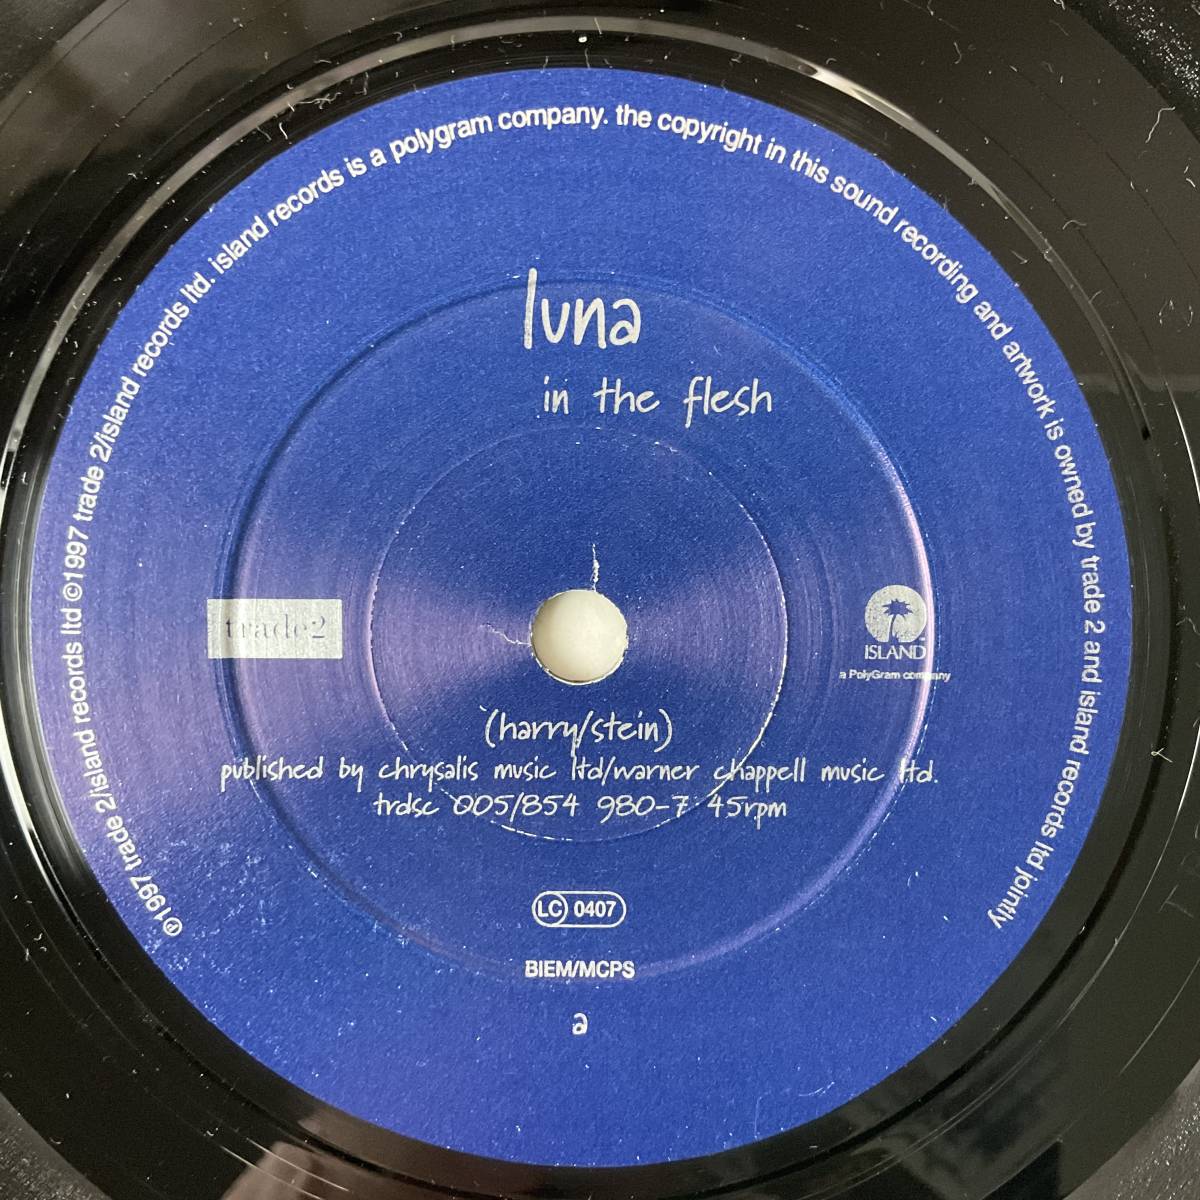 ℗1997 trade 2/island records ltd ©1997 trade 2/island records ltd. island records is a polygram company. the copyright in this sound recording and artwork is owned by trade 2 and island records ltd jointly
luna
in the flesh
trade2
ISLAND
a PolyGram company
(harry/stein)
published by chrysalis music ltd/warner chappell music ltd.
trdsc 005/854 980-7 45rpm
LC 0407
BIEM/MCPS
a